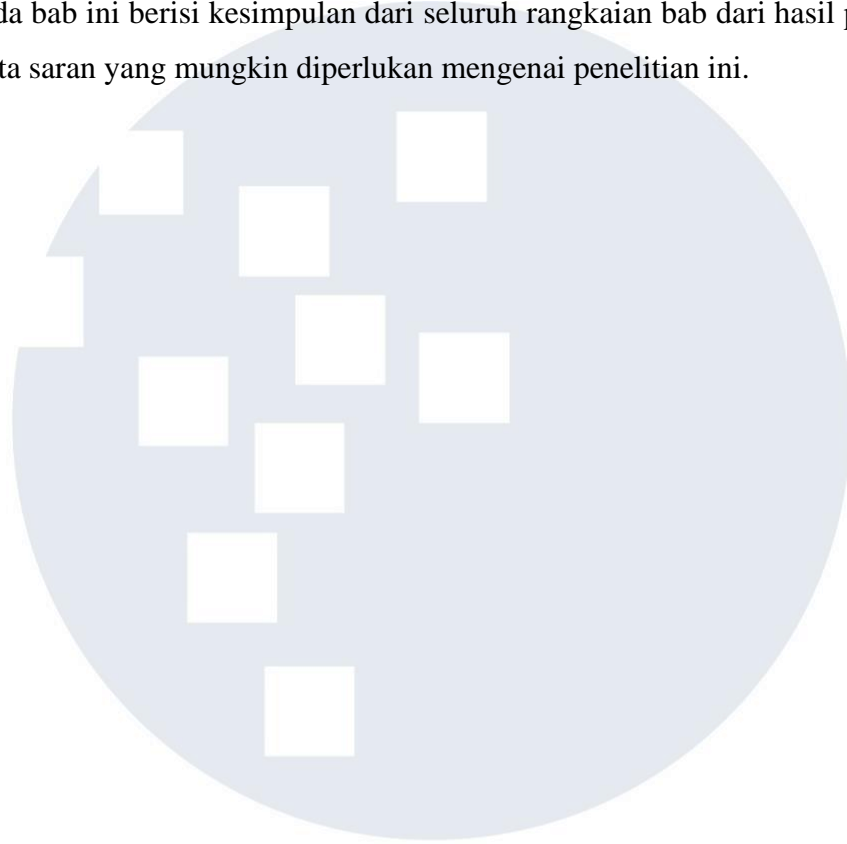 da bab ini berisi kesimpulan dari seluruh rangkaian bab dari hasil p
ta saran yang mungkin diperlukan mengenai penelitian ini.